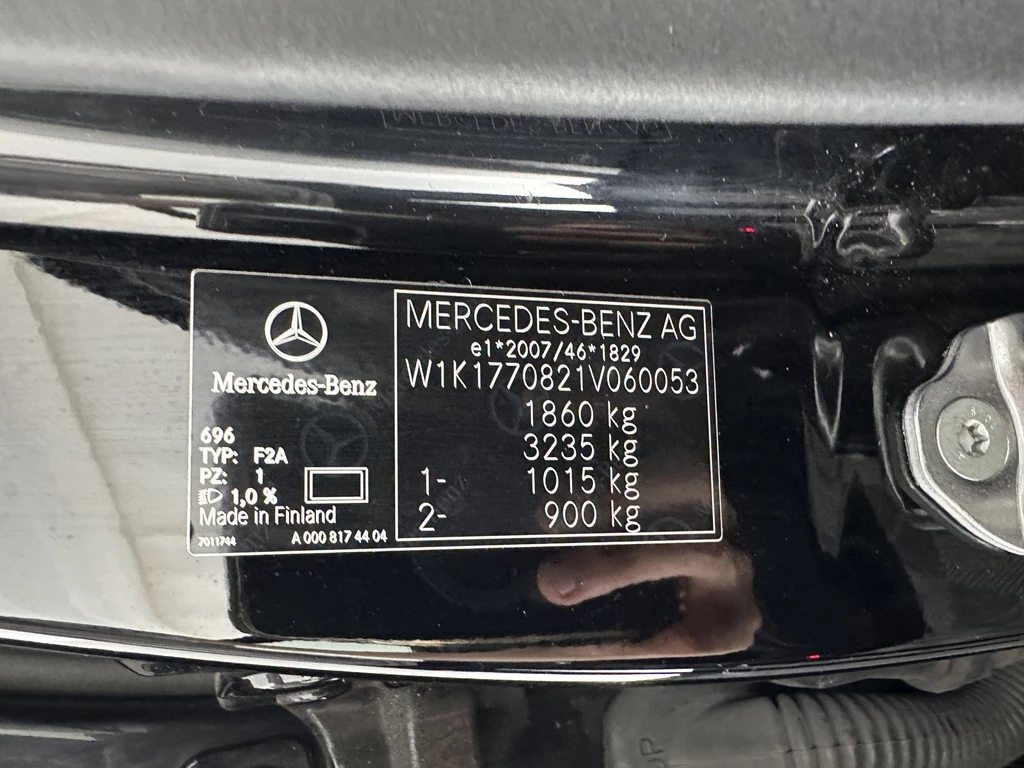 Mercedes-Benz
696
TYP: F2A
PZ: 1
1,0 %
Made in Finland
7011744
A 000 817 44 04
MERCEDES-BENZ AG
e1*2007/46*1829
W1K1770821V060053
1860 kg
3235 kg
1- 1015 kg
2- 900 kg